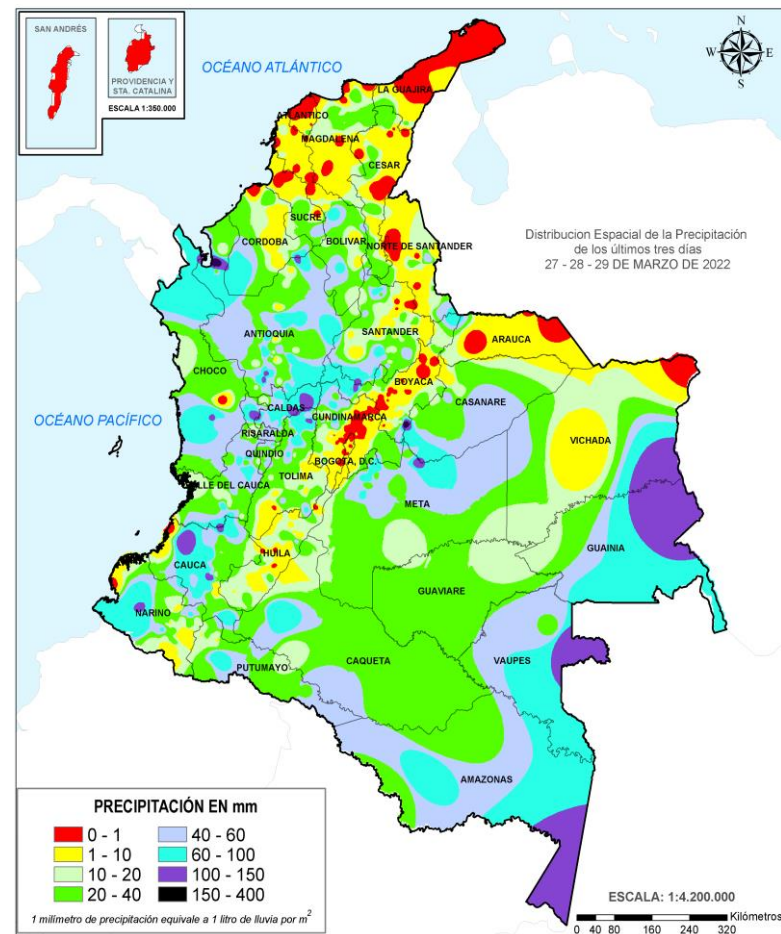 SAN ANDRÉS
PROVIDENCIA Y
STA. CATALINA
ESCALA 1:350.000
OCÉANO ATLÁNTICO
N
W
E
S
LA GUAJIRA
ATLANTICO
MAGDALENA
CESAR
SUCRE
CORDOBA
BOLIVAR
NORTE DE SANTANDER
Distribucion Espacial de la Precipitación
de los últimos tres días
27 - 28 - 29 DE MARZO DE 2022
ANTIOQUIA
SANTANDER
ARAUCA
CHOCO
BOYACA
CASANARE
OCÉANO PACÍFICO
CALDAS
CUNDINAMARCA
RISARALDA
VICHADA
QUINDIO
BOGOTA, D.C.
TOLIMA
VALLE DEL CAUCA
META
HUILA
GUAINIA
CAUCA
GUAVIARE
NARIÑO
CAQUETA
VAUPES
PUTUMAYO
AMAZONAS
PRECIPITACIÓN EN mm
0 - 1
1 - 10
10 - 20
20 - 40
40 - 60
60 - 100
100 - 150
150 - 400
1 milímetro de precipitación equivale a 1 litro de lluvia por m2
ESCALA: 1:4.200.000
Kilómetros
0 40 80 160 240 320